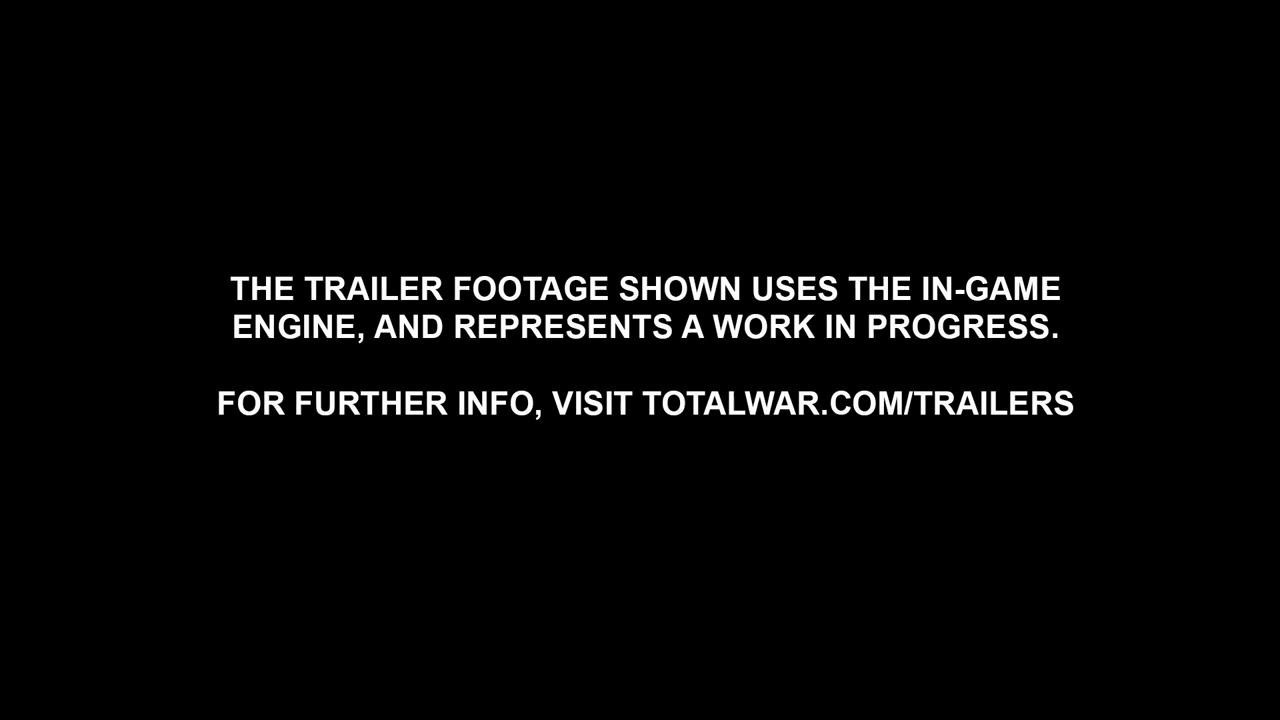 THE TRAILER FOOTAGE SHOWN USES THE IN-GAME
ENGINE, AND REPRESENTS A WORK IN PROGRESS.
FOR FURTHER INFO, VISIT TOTALWAR.COM/TRAILERS